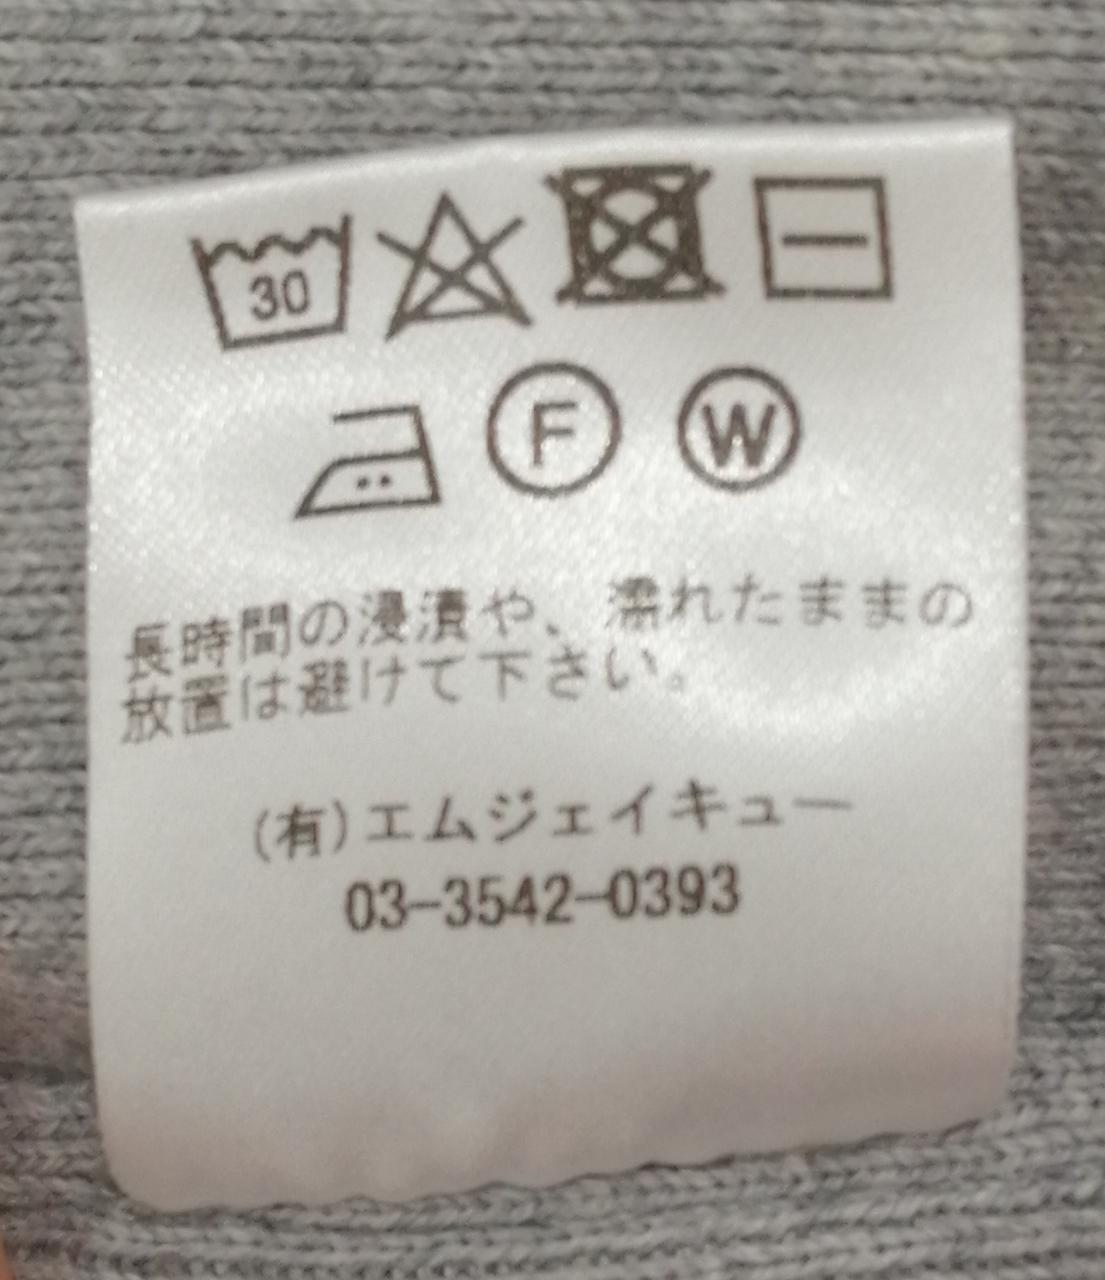 30
F W
長時間の浸漬や、濡れたままの
放置は避けて下さい。
(有)エムジェイキュー
03-3542-0393